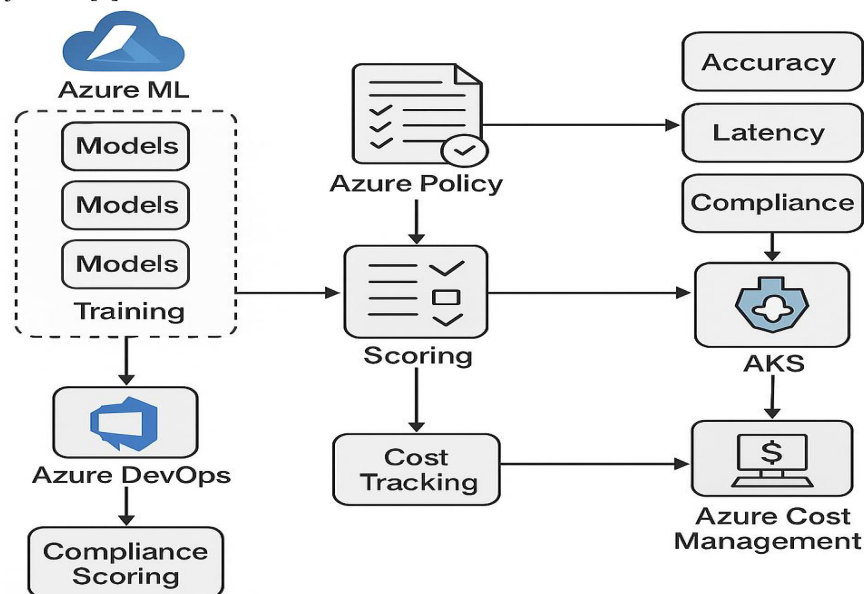 Azure ML
Models
Models
Models
Training
Azure DevOps
Compliance
Scoring
Azure Policy
Scoring
Cost
Tracking
Accuracy
Latency
Compliance
AKS
$
Azure Cost
Management